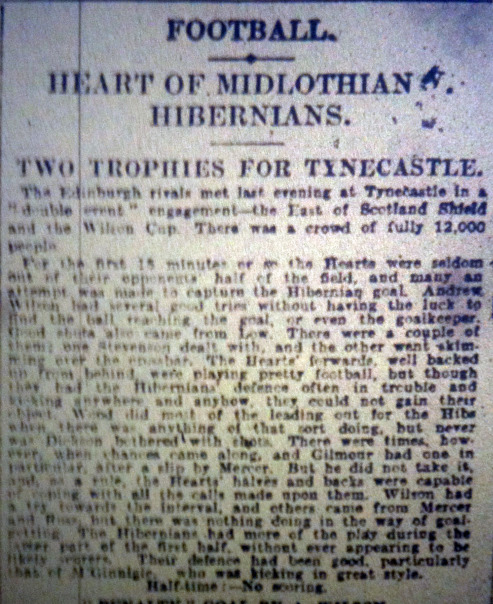 FOOTBALL.
HEART OF MIDLOTHIAN v.
HIBERNIANS.
TWO TROPHIES FOR TYNECASTLE.
The Edinburgh rivals met last evening at Tynecastle in a
"double event" engagement—the East of Scotland Shield
and the Wilson Cup. There was a crowd of fully 12,000
people.
For the first 15 minutes or so the Hearts were seldom
out of their opponents' half of the field, and many an
attempt was made to capture the Hibernian goal. Andrew
Wilson had several good tries without having the luck to
find the ball reaching the goal, or even the goalkeeper.
Good shots also came from Low. There were a couple of
them; one Stevenson dealt with, and the other went skim-
ming over the crossbar. The Hearts' forwards, well backed
up from behind, were playing pretty football, but though
they had the Hibernians' defence often in trouble and
kicking anywhere and anyhow, they could not gain their
object. Wood did most of the leading out for the Hibs
when there was anything of that sort doing, but never
was bothered with shots. There were times, how-
ever, when chances came along, and Gilmour had one in
particular, after a slip by Mercer. But he did not take it,
and, as a rule, the Hearts' halves and backs were capable
of coping with all the calls made upon them. Wilson had
a try towards the interval, and others came from Mercer
and but there was nothing doing in the way of goal-
getting. The Hibernians had more of the play during the
part of the first half, without ever appearing to be
likely scorers. Their defence had been good, particularly
that of who was kicking in great style.
Half-time:—No scoring.